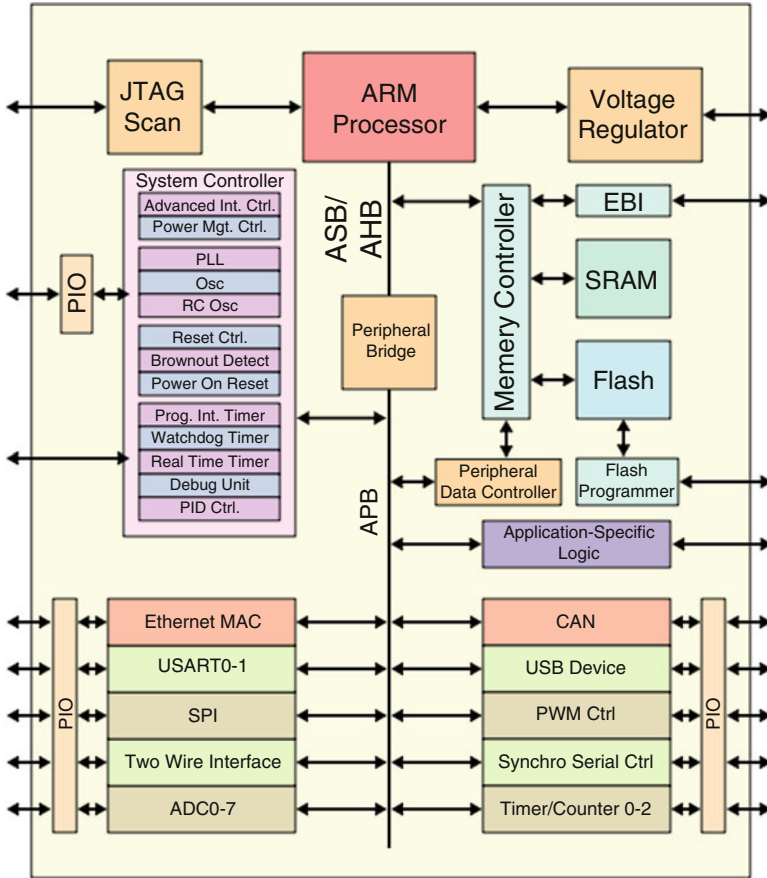 JTAG
Scan
ARM
Processor
Voltage
Regulator
System Controller
Advanced Int. Ctrl.
Power Mgt. Ctrl.
PLL
Osc
RC Osc
Reset Ctrl.
Brownout Detect
Power On Reset
Prog. Int. Timer
Watchdog Timer
Real Time Timer
Debug Unit
PID Ctrl.
PIO
ASB/
AHB
Peripheral
Bridge
APB
Memery Controller
EBI
SRAM
Flash
Peripheral
Data Controller
Flash
Programmer
Application-Specific
Logic
PIO
Ethernet MAC
USART0-1
SPI
Two Wire Interface
ADC0-7
CAN
USB Device
PWM Ctrl
Synchro Serial Ctrl
Timer/Counter 0-2
PIO